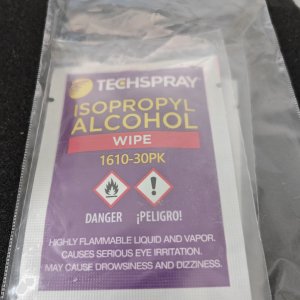 TECHSPRAY
ISOPROPYL
ALCOHOL
WIPE
1610-30PK
DANGER ¡PELIGRO!
HIGHLY FLAMMABLE LIQUID AND VAPOR.
CAUSES SERIOUS EYE IRRITATION.
MAY CAUSE DROWSINESS AND DIZZINESS.